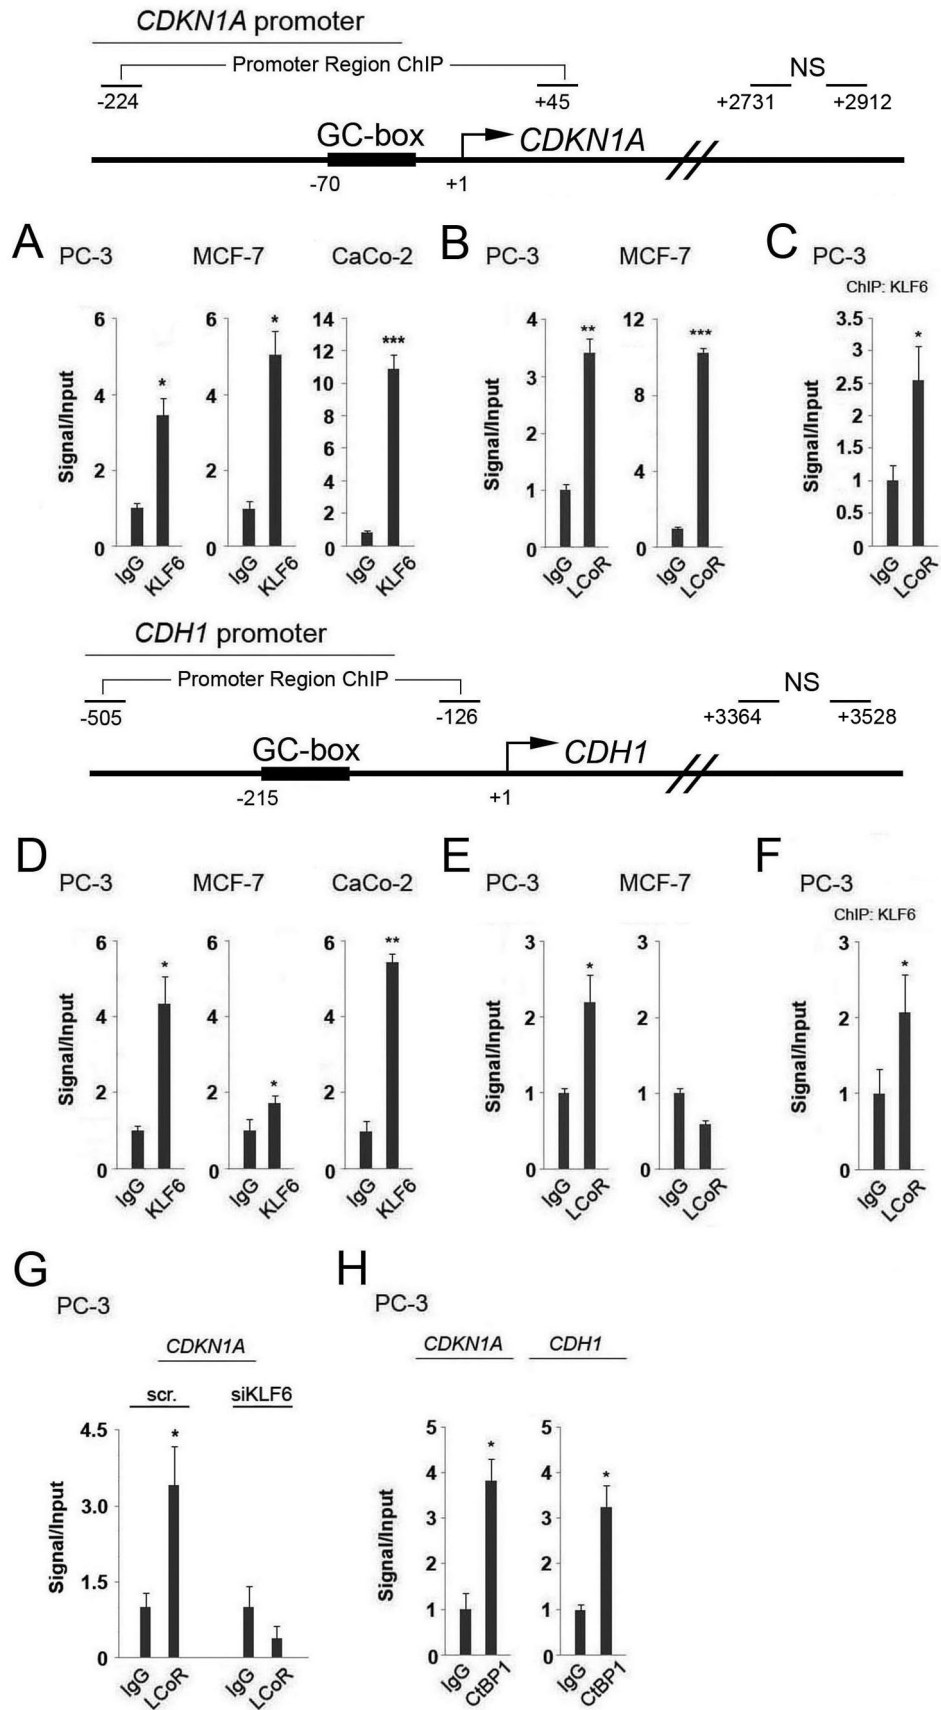 CDKN1A promoter
Promoter Region ChIP
NS
-224
+45
+2731
+2912
GC-box
CDKN1A
-70
+1
A
PC-3
MCF-7
CaCo-2
B
PC-3
MCF-7
C
PC-3
ChIP: KLF6
Signal/Input
6
4
2
0
*
IgG
KLF6
6
4
2
0
*
IgG
KLF6
14
12
10
8
6
4
2
0
***
IgG
KLF6
Signal/Input
4
3
2
1
0
**
IgG
LCoR
12
8
4
0
***
IgG
LCoR
Signal/Input
3.5
3
2.5
2
1.5
1
0.5
0
*
IgG
LCoR
CDH1 promoter
Promoter Region ChIP
NS
-505
-126
+3364
+3528
GC-box
CDH1
-215
+1
D
PC-3
MCF-7
CaCo-2
E
PC-3
MCF-7
F
PC-3
ChIP: KLF6
Signal/Input
6
4
2
0
*
IgG
KLF6
6
4
2
0
*
IgG
KLF6
6
4
2
0
**
IgG
KLF6
Signal/Input
3
2
1
0
*
IgG
LCoR
3
2
1
0
IgG
LCoR
Signal/Input
3
2
1
0
*
IgG
LCoR
G
PC-3
CDKN1A
scr.
siKLF6
Signal/Input
4.5
3.0
1.5
0
*
IgG
LCoR
IgG
LCoR
H
PC-3
CDKN1A
CDH1
Signal/Input
5
4
3
2
1
0
*
IgG
CtBP1
5
4
3
2
1
0
*
IgG
CtBP1